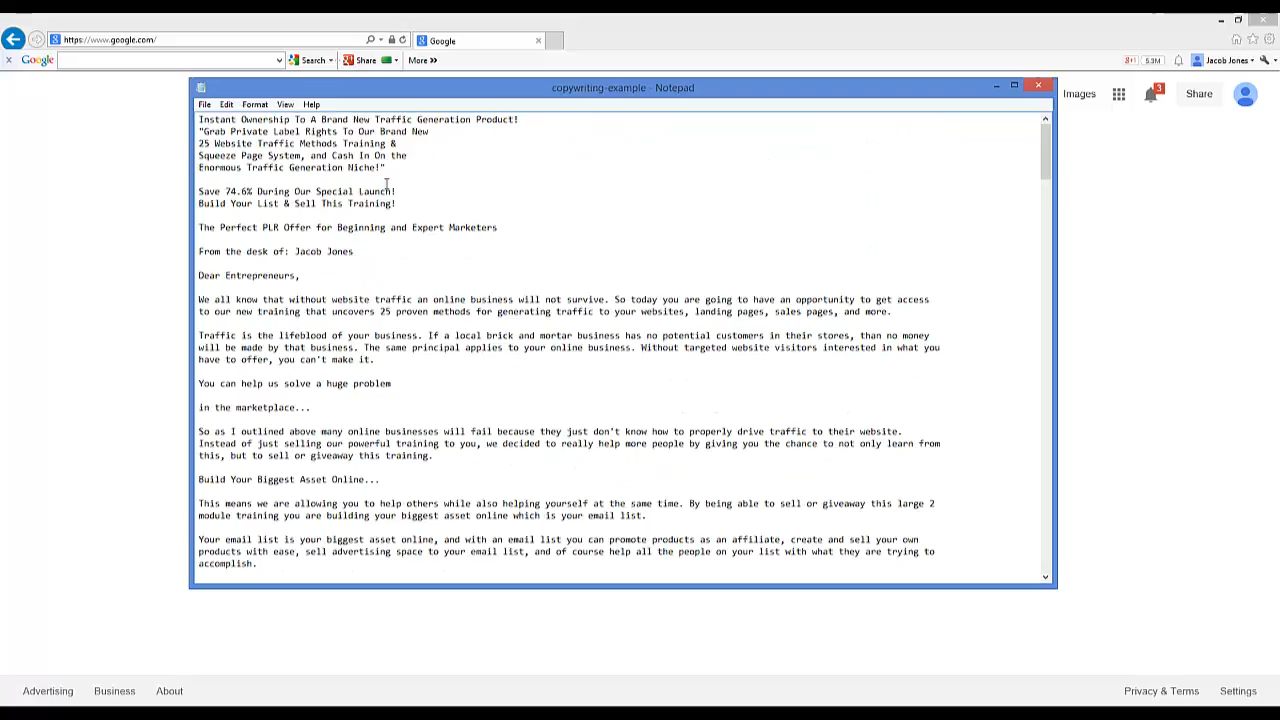 https://www.google.com/
Google
Google
Search
Share
More »
+1
5.3M
Jacob Jones
copywriting-example - Notepad
File Edit Format View Help
Images
3
Share
Instant Ownership To A Brand New Traffic Generation Product!
"Grab Private Label Rights To Our Brand New
25 Website Traffic Methods Training &
Squeeze Page System, and Cash In On the
Enormous Traffic Generation Niche!"
Save 74.6% During Our Special Launch!
Build Your List & Sell This Training!
The Perfect PLR Offer for Beginning and Expert Marketers
From the desk of: Jacob Jones
Dear Entrepreneurs,
We all know that without website traffic an online business will not survive. So today you are going to have an opportunity to get access
to our new training that uncovers 25 proven methods for generating traffic to your websites, landing pages, sales pages, and more.
Traffic is the lifeblood of your business. If a local brick and mortar business has no potential customers in their stores, than no money
will be made by that business. The same principal applies to your online business. Without targeted website visitors interested in what you
have to offer, you can't make it.
You can help us solve a huge problem
in the marketplace...
So as I outlined above many online businesses will fail because they just don't know how to properly drive traffic to their website.
Instead of just selling our powerful training to you, we decided to really help more people by giving you the chance to not only learn from
this, but to sell or giveaway this training.
Build Your Biggest Asset Online...
This means we are allowing you to help others while also helping yourself at the same time. By being able to sell or giveaway this large 2
module training you are building your biggest asset online which is your email list.
Your email list is your biggest asset online, and with an email list you can promote products as an affiliate, create and sell your own
products with ease, sell advertising space to your email list, and of course help all the people on your list with what they are trying to
accomplish.
Advertising Business About
Privacy & Terms Settings